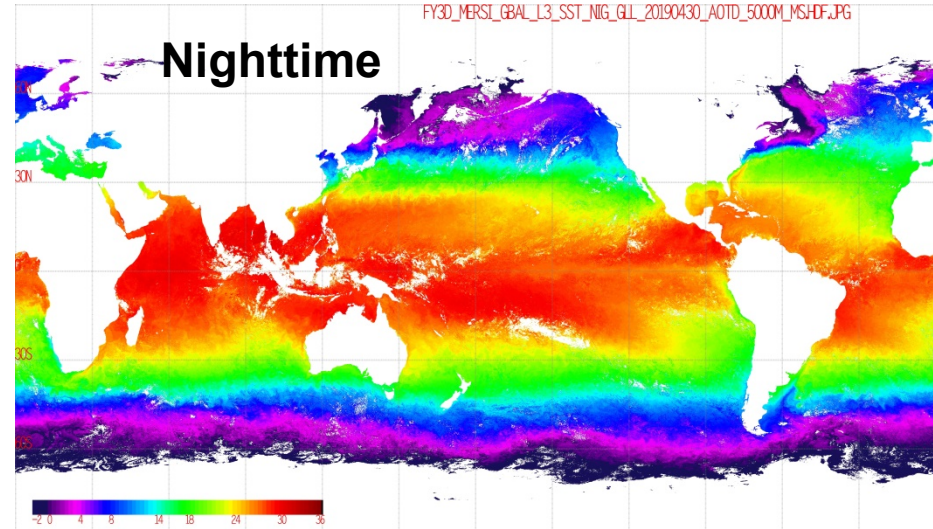 FY3D_MERSI_GBAL_L3_SST_NIG_GLL_20190430_AOTD_5000M_MS.HDF.JPG
Nighttime
30N
30S
-2 0 4 8 14 18 24 30 36